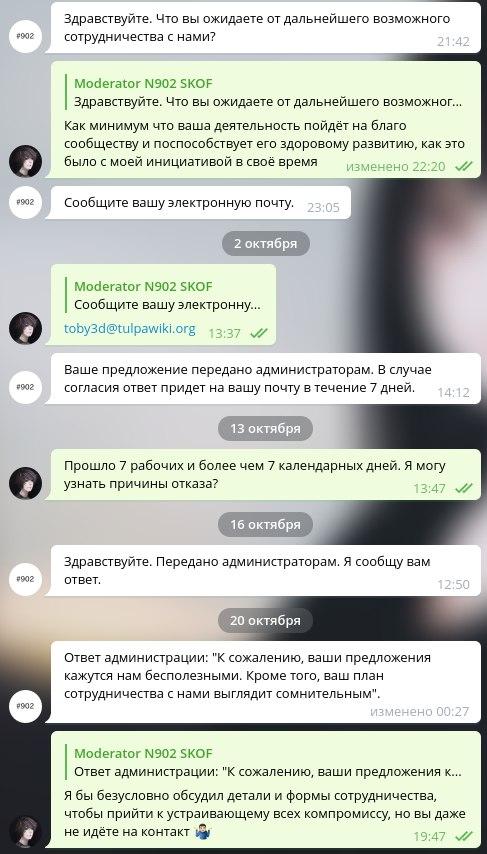 Здравствуйте. Что вы ожидаете от дальнейшего возможного
сотрудничества с нами?
21:42
#902
Moderator N902 SKOF
Здравствуйте. Что вы ожидаете от дальнейшего возможног...
Как минимум что ваша деятельность пойдёт на благо
сообществу и поспособствует его здоровому развитию, как это
было с моей инициативой в своё время
изменено 22:20
#902
Сообщите вашу электронную почту.
23:05
2 октября
Moderator N902 SKOF
Сообщите вашу электронну...
toby3d@tulpawiki.org
13:37
Ваше предложение передано администраторам. В случае
согласия ответ придет на вашу почту в течение 7 дней.
#902
14:12
13 октября
Прошло 7 рабочих и более чем 7 календарных дней. Я могу
узнать причины отказа?
13:47
16 октября
Здравствуйте. Передано администраторам. Я сообщу вам
ответ.
#902
12:50
20 октября
Ответ администрации: "К сожалению, ваши предложения
кажутся нам бесполезными. Кроме того, ваш план
сотрудничества с нами выглядит сомнительным".
#902
изменено 00:27
Moderator N902 SKOF
Ответ администрации: "К сожалению, ваши предложения к...
Я бы безусловно обсудил детали и формы сотрудничества,
чтобы прийти к устраивающему всех компромиссу, но вы даже
не идёте на контакт 🤷‍♂️
19:47